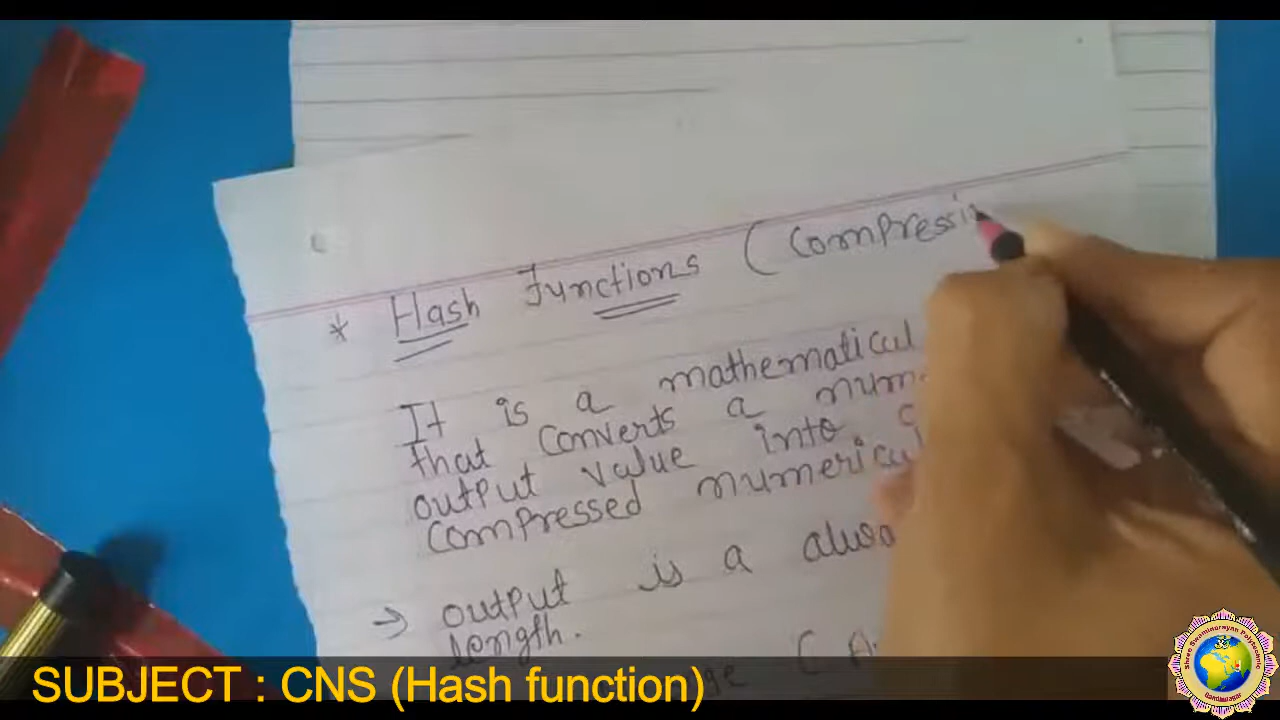 * Hash Functions ( Compressi
It is a mathematical
that converts a num
output value into
compressed numerical
→ output is a alwa
length.
SUBJECT : CNS (Hash function)